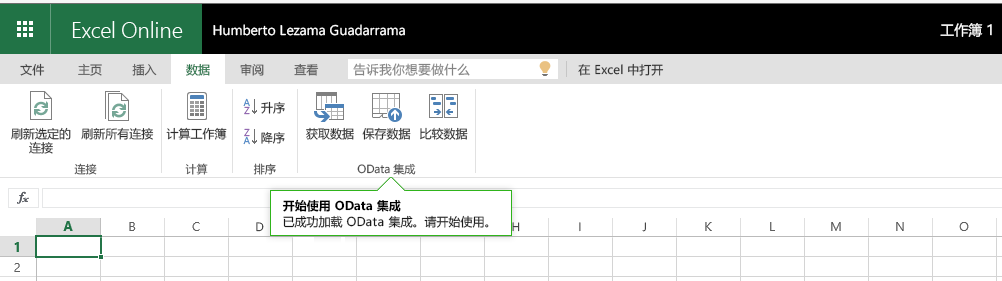 Excel Online
Humberto Lezama Guadarrama
工作簿 1
文件
主页
插入
数据
审阅
查看
告诉我你想要做什么
在 Excel 中打开
刷新选定的
连接
刷新所有连接
连接
计算工作簿
计算
A
Z
升序
Z
A
降序
排序
获取数据
保存数据
比较数据
OData 集成
fx
开始使用 OData 集成
已成功加载 OData 集成。请开始使用。
A B C D H I J K L M N O
1
2